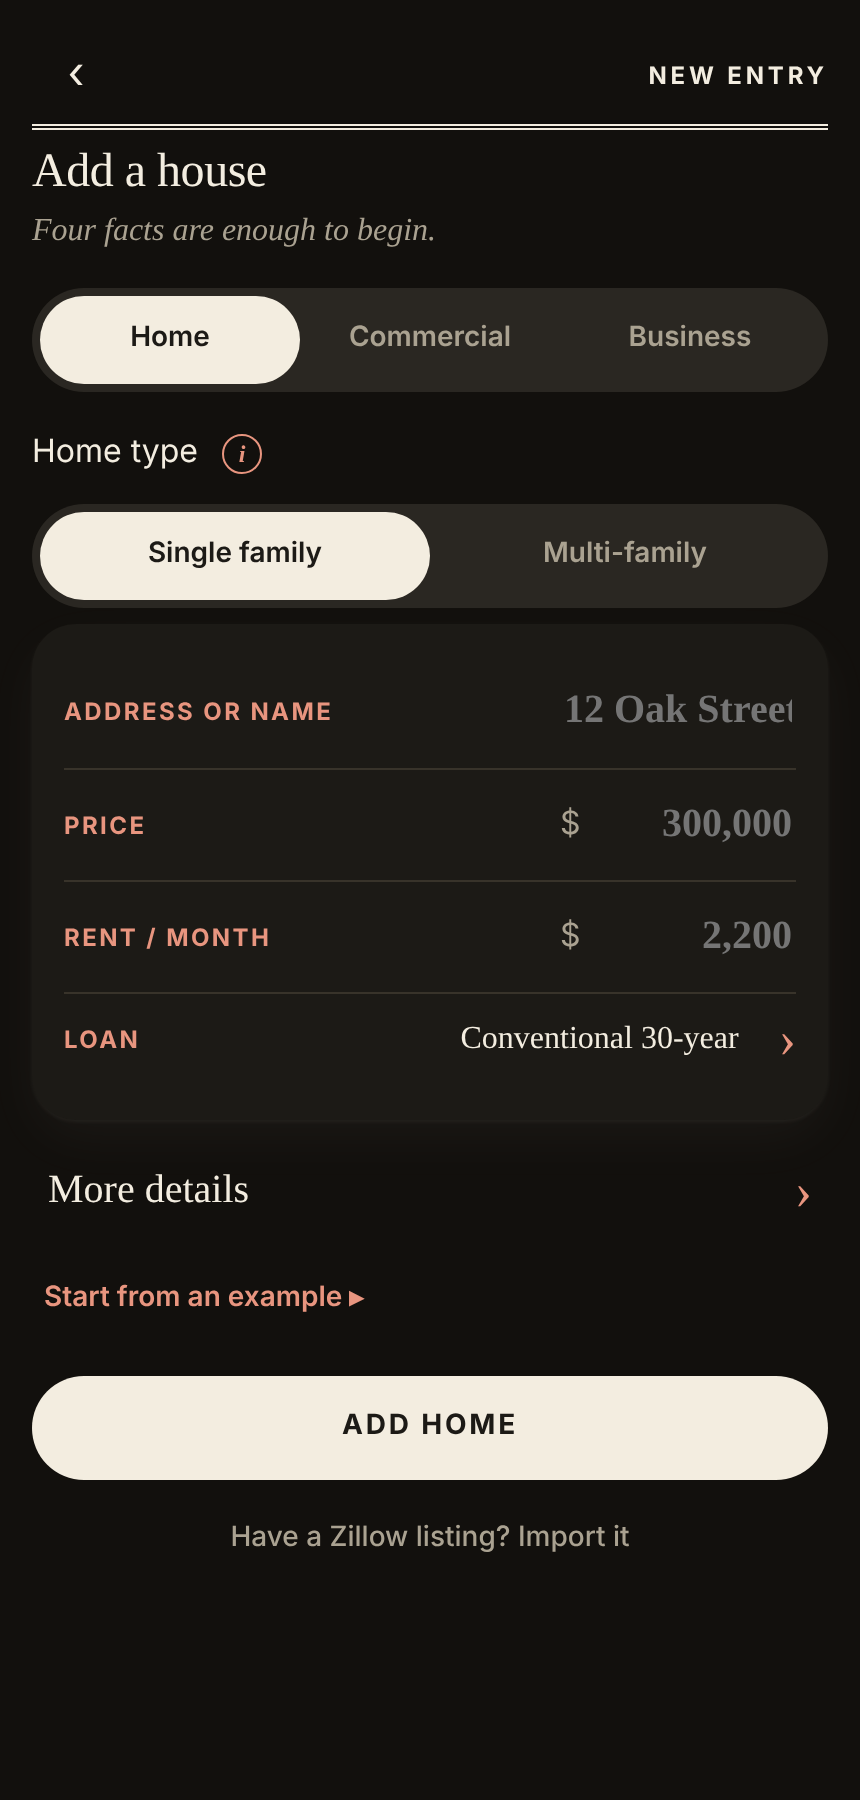 ‹
NEW ENTRY
Add a house
Four facts are enough to begin.
Home Commercial Business
Home type i
Single family Multi-family
ADDRESS OR NAME 12 Oak Street
PRICE $ 300,000
RENT / MONTH $ 2,200
LOAN Conventional 30-year ›
More details ›
Start from an example ▸
ADD HOME
Have a Zillow listing? Import it